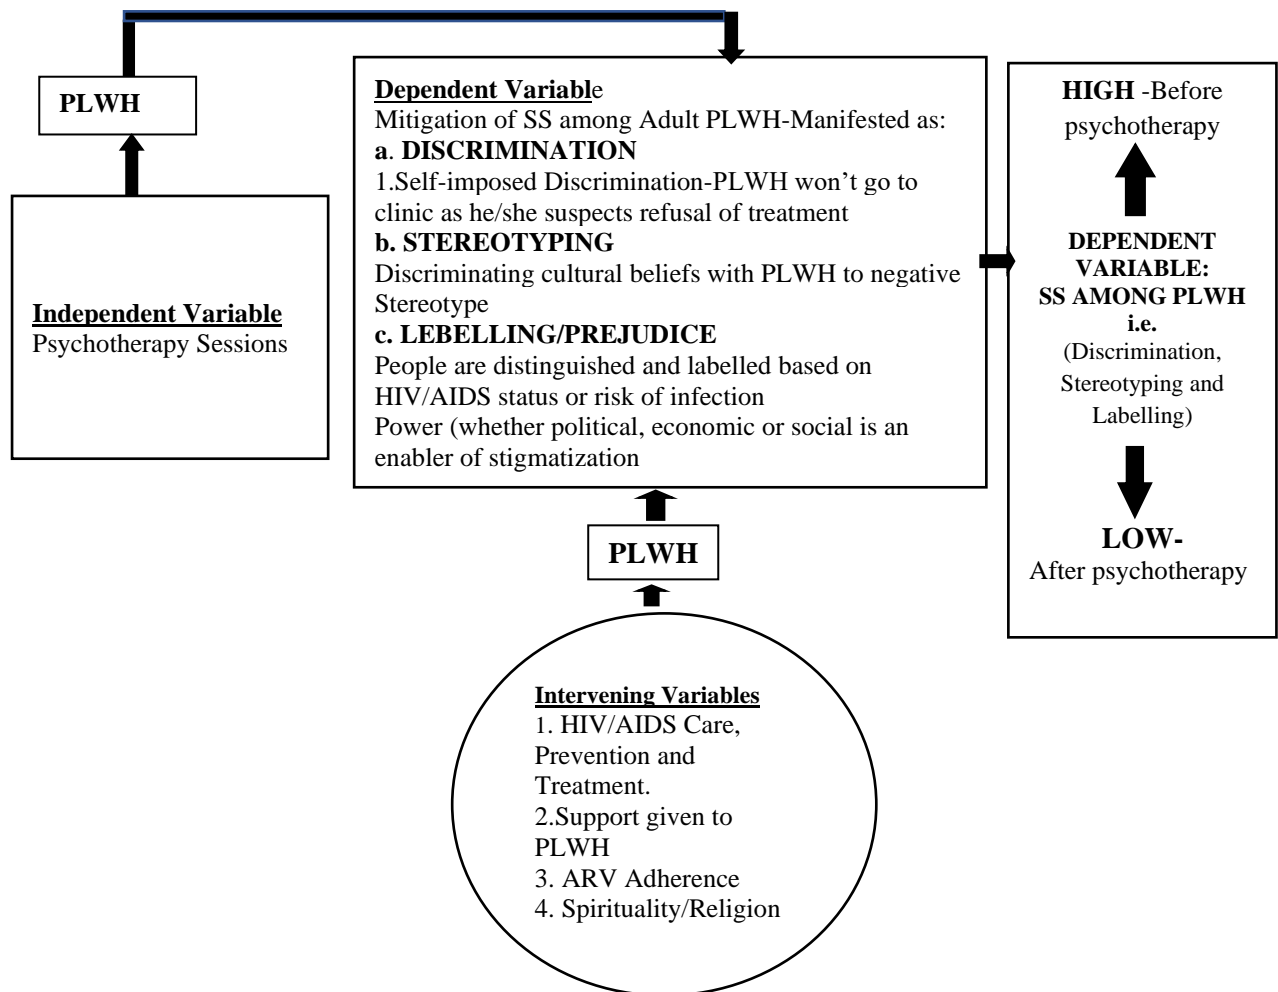 PLWH
Independent Variable
Psychotherapy Sessions
Dependent Variable
Mitigation of SS among Adult PLWH-Manifested as:
a. DISCRIMINATION
1.Self-imposed Discrimination-PLWH won’t go to
clinic as he/she suspects refusal of treatment
b. STEREOTYPING
Discriminating cultural beliefs with PLWH to negative
Stereotype
c. LEBELLING/PREJUDICE
People are distinguished and labelled based on
HIV/AIDS status or risk of infection
Power (whether political, economic or social is an
enabler of stigmatization
PLWH
Intervening Variables
1. HIV/AIDS Care,
Prevention and
Treatment.
2.Support given to
PLWH
3. ARV Adherence
4. Spirituality/Religion
HIGH -Before
psychotherapy
DEPENDENT
VARIABLE:
SS AMONG PLWH
i.e.
(Discrimination,
Stereotyping and
Labelling)
LOW-
After psychotherapy